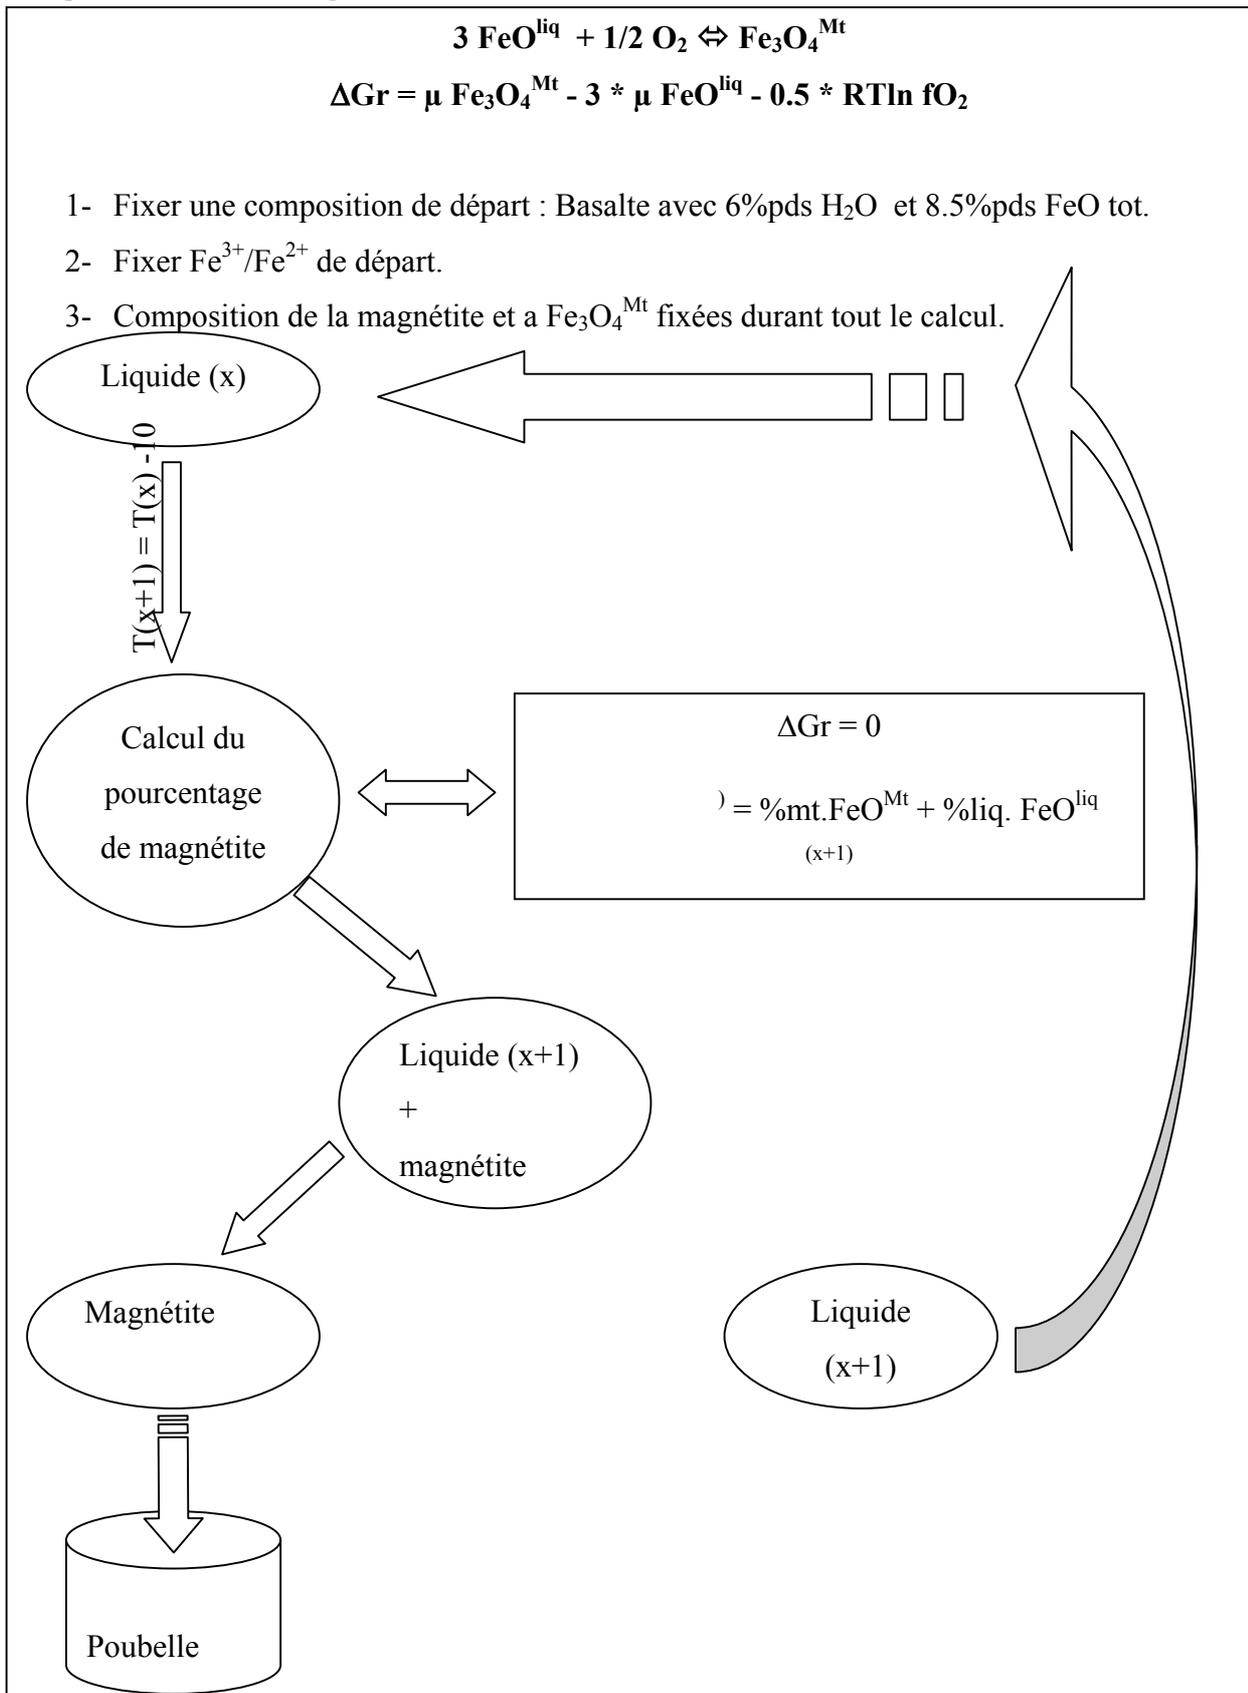 3 FeO^liq + 1/2 O₂ ⇔ Fe₃O₄^Mt
ΔGr = µ Fe₃O₄^Mt - 3 * µ FeO^liq - 0.5 * RTln fO₂
1- Fixer une composition de départ : Basalte avec 6%pds H₂O et 8.5%pds FeO tot.
2- Fixer Fe³⁺/Fe²⁺ de départ.
3- Composition de la magnétite et a Fe₃O₄^Mt fixées durant tout le calcul.
Liquide (x)
T(x+1) = T(x) -10
Calcul du
pourcentage
de magnétite
ΔGr = 0
) = %mt.FeO^Mt + %liq. FeO^liq
(x+1)
Liquide (x+1)
+
magnétite
Magnétite
Liquide
(x+1)
Poubelle